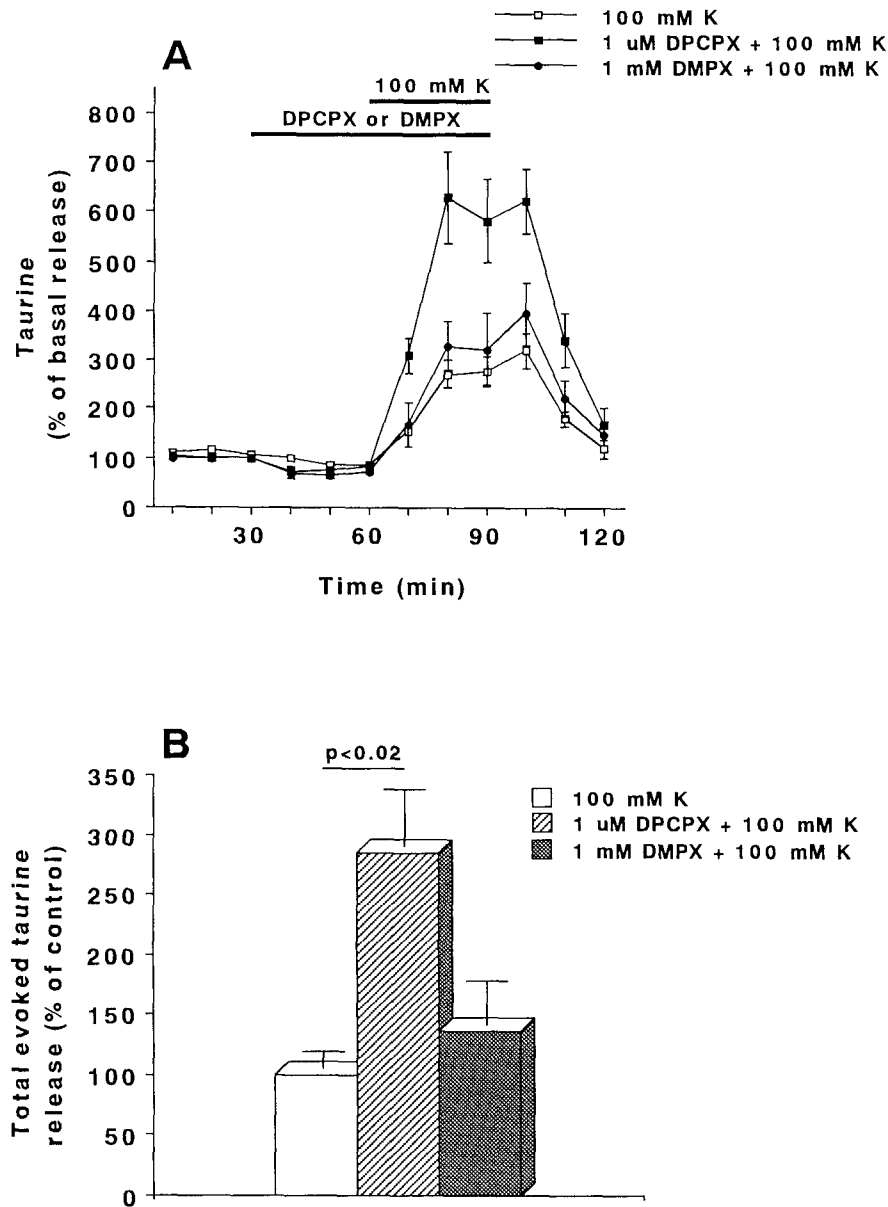 A
100 mM K
1 uM DPCPX + 100 mM K
1 mM DMPX + 100 mM K
100 mM K
DPCPX or DMPX
800
700
600
500
400
300
200
100
0
Taurine
(% of basal release)
30 60 90 120
Time (min)
B
p<0.02
100 mM K
1 uM DPCPX + 100 mM K
1 mM DMPX + 100 mM K
350
300
250
200
150
100
50
0
Total evoked taurine
release (% of control)